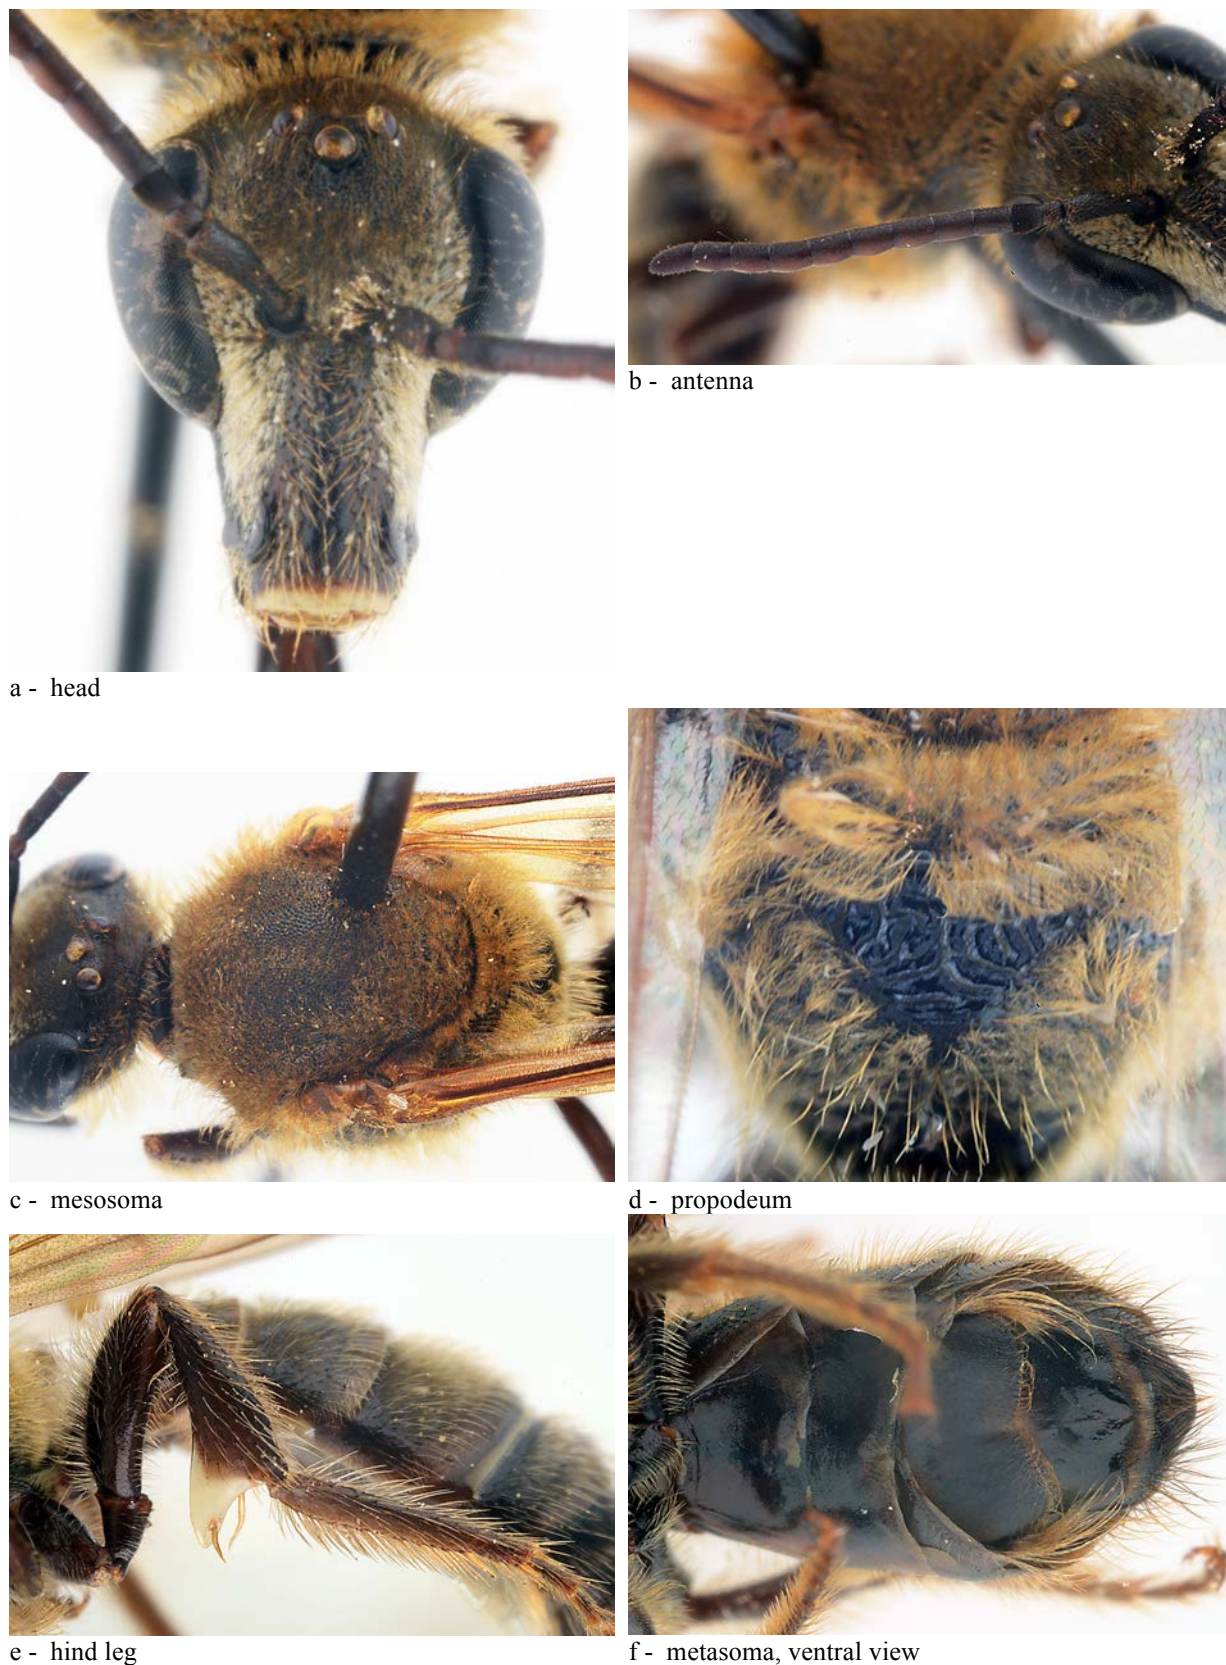 a - head
b - antenna
c - mesosoma
d - propodeum
e - hind leg
f - metasoma, ventral view